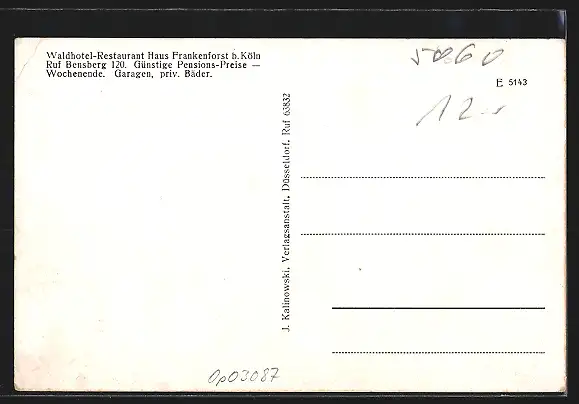 Waldhotel-Restaurant Haus Frankenforst b. Köln
Ruf Bensberg 120. Günstige Pensions-Preise —
Wochenende. Garagen, priv. Bäder.
5060
E 5143
12.-
J. Kalinowski, Verlagsanstalt, Düsseldorf, Ruf 63832
Op03087